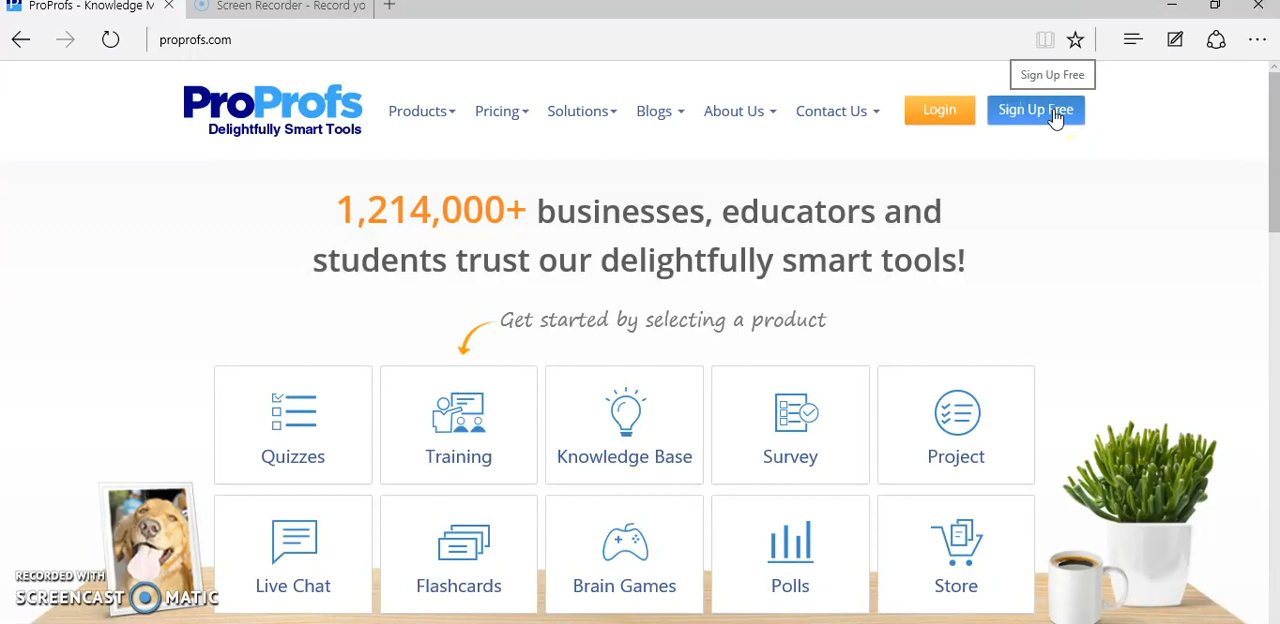 ProProfs - Knowledge M
Screen Recorder - Record yo
proprofs.com
Sign Up Free
ProProfs
Delightfully Smart Tools
Products
Pricing
Solutions
Blogs
About Us
Contact Us
Login
Sign Up Free
1,214,000+ businesses, educators and
students trust our delightfully smart tools!
Get started by selecting a product
Quizzes
Training
Knowledge Base
Survey
Project
Live Chat
Flashcards
Brain Games
Polls
Store
RECORDED WITH
SCREENCAST MATIC